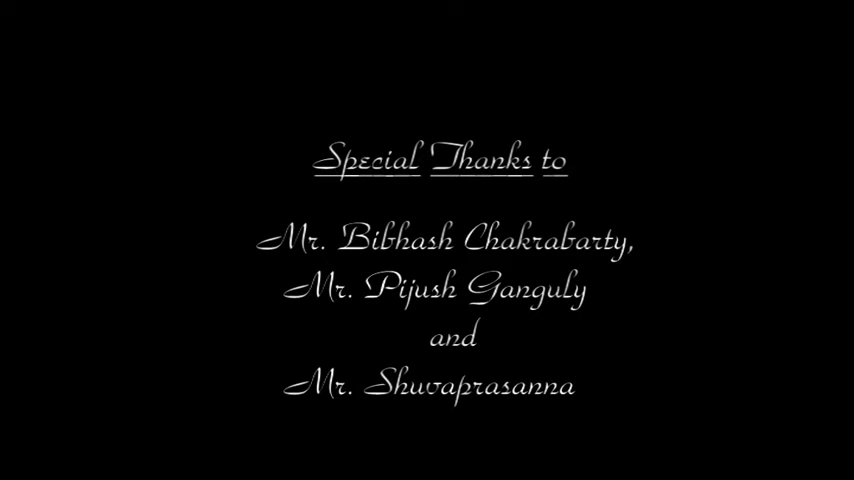 Special Thanks to
Mr. Bibhash Chakrabarty,
Mr. Pijush Ganguly
and
Mr. Shuvaprasanna